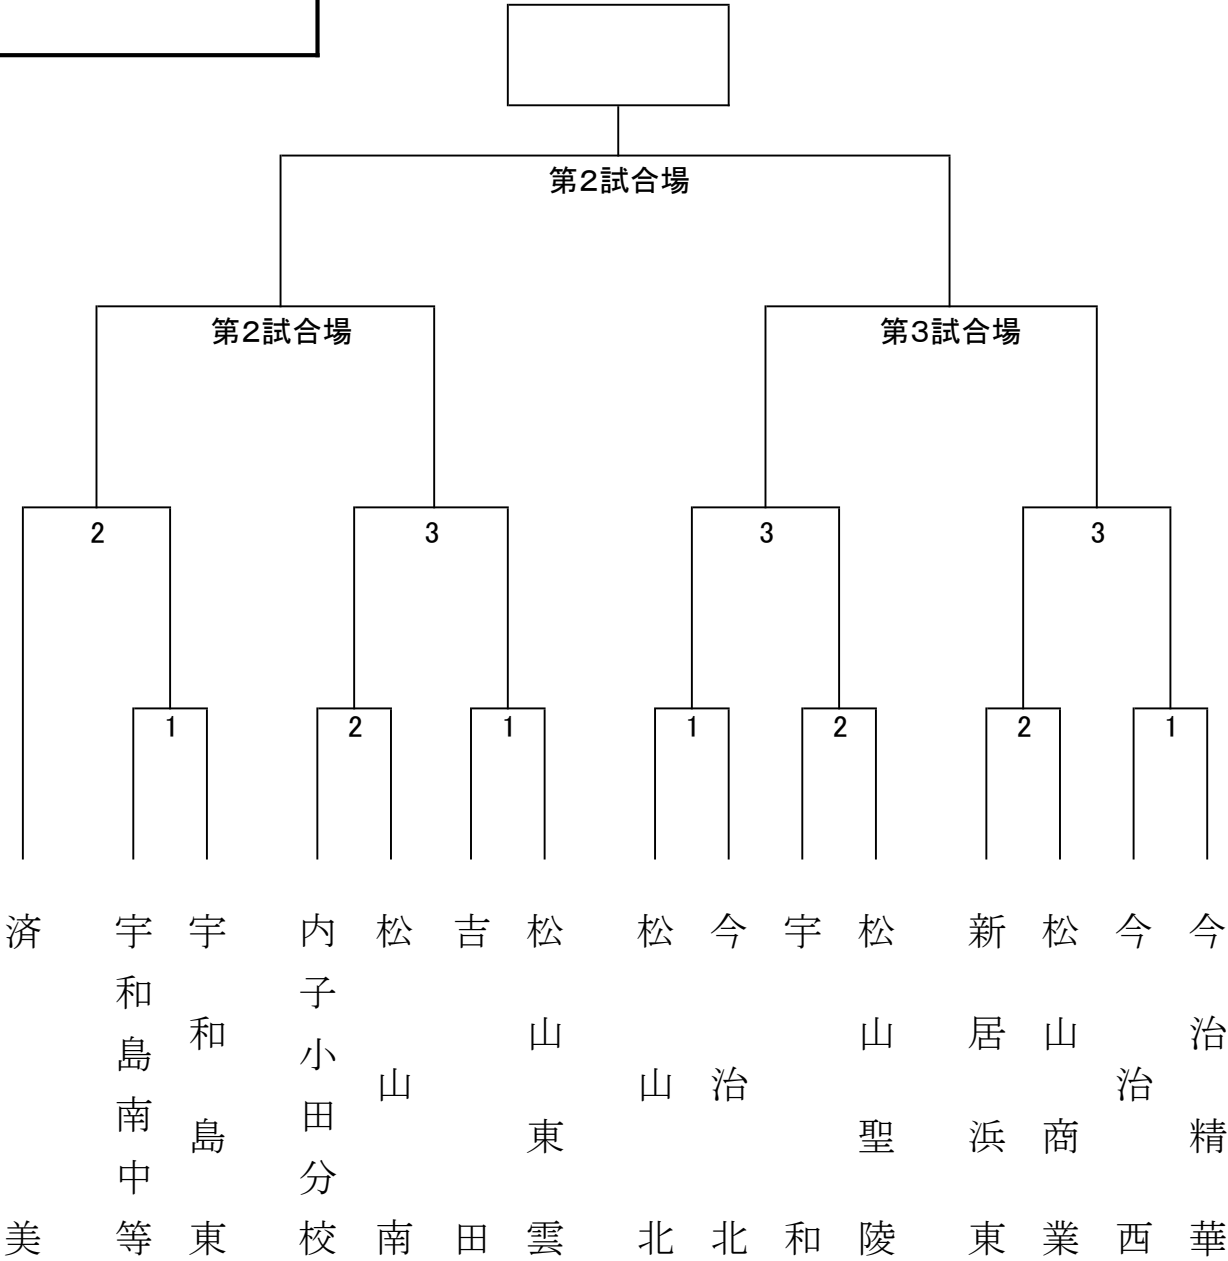 第2試合場
第2試合場
第3試合場
2
3
3
3
1
2
1
1
2
2
1
済美
宇和島南中等
宇和島東
内子小田分校
松山南
吉田
松山東雲
松山北
今治北
宇和
松山聖陵
新居浜東
松山商業
今治西
今治精華